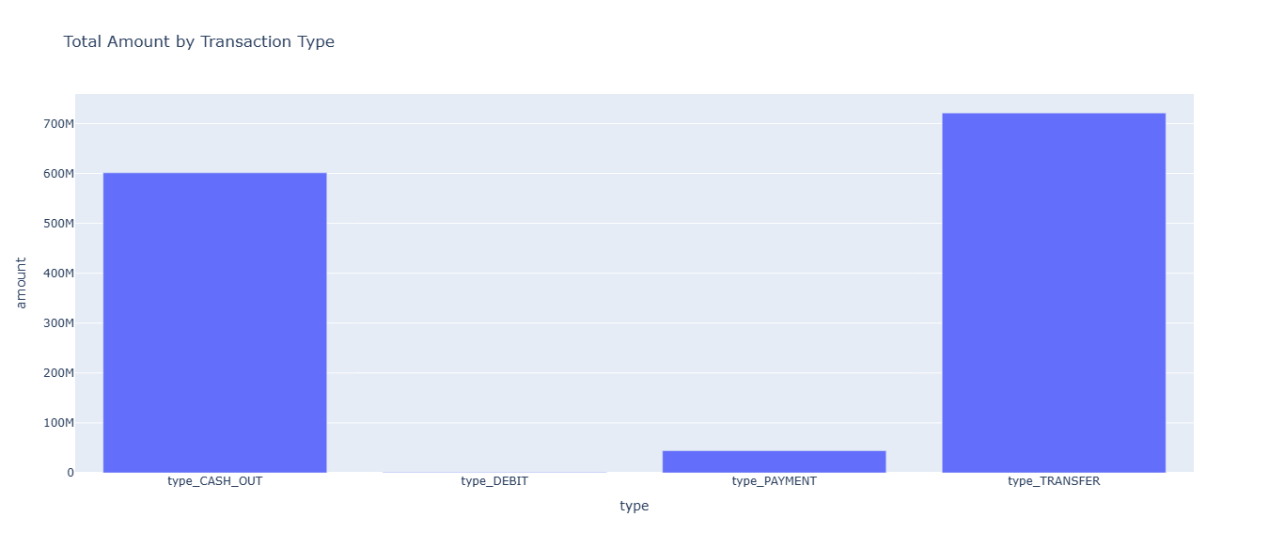 Total Amount by Transaction Type
700M
600M
500M
400M
300M
200M
100M
0
amount
type_CASH_OUT
type_DEBIT
type_PAYMENT
type_TRANSFER
type